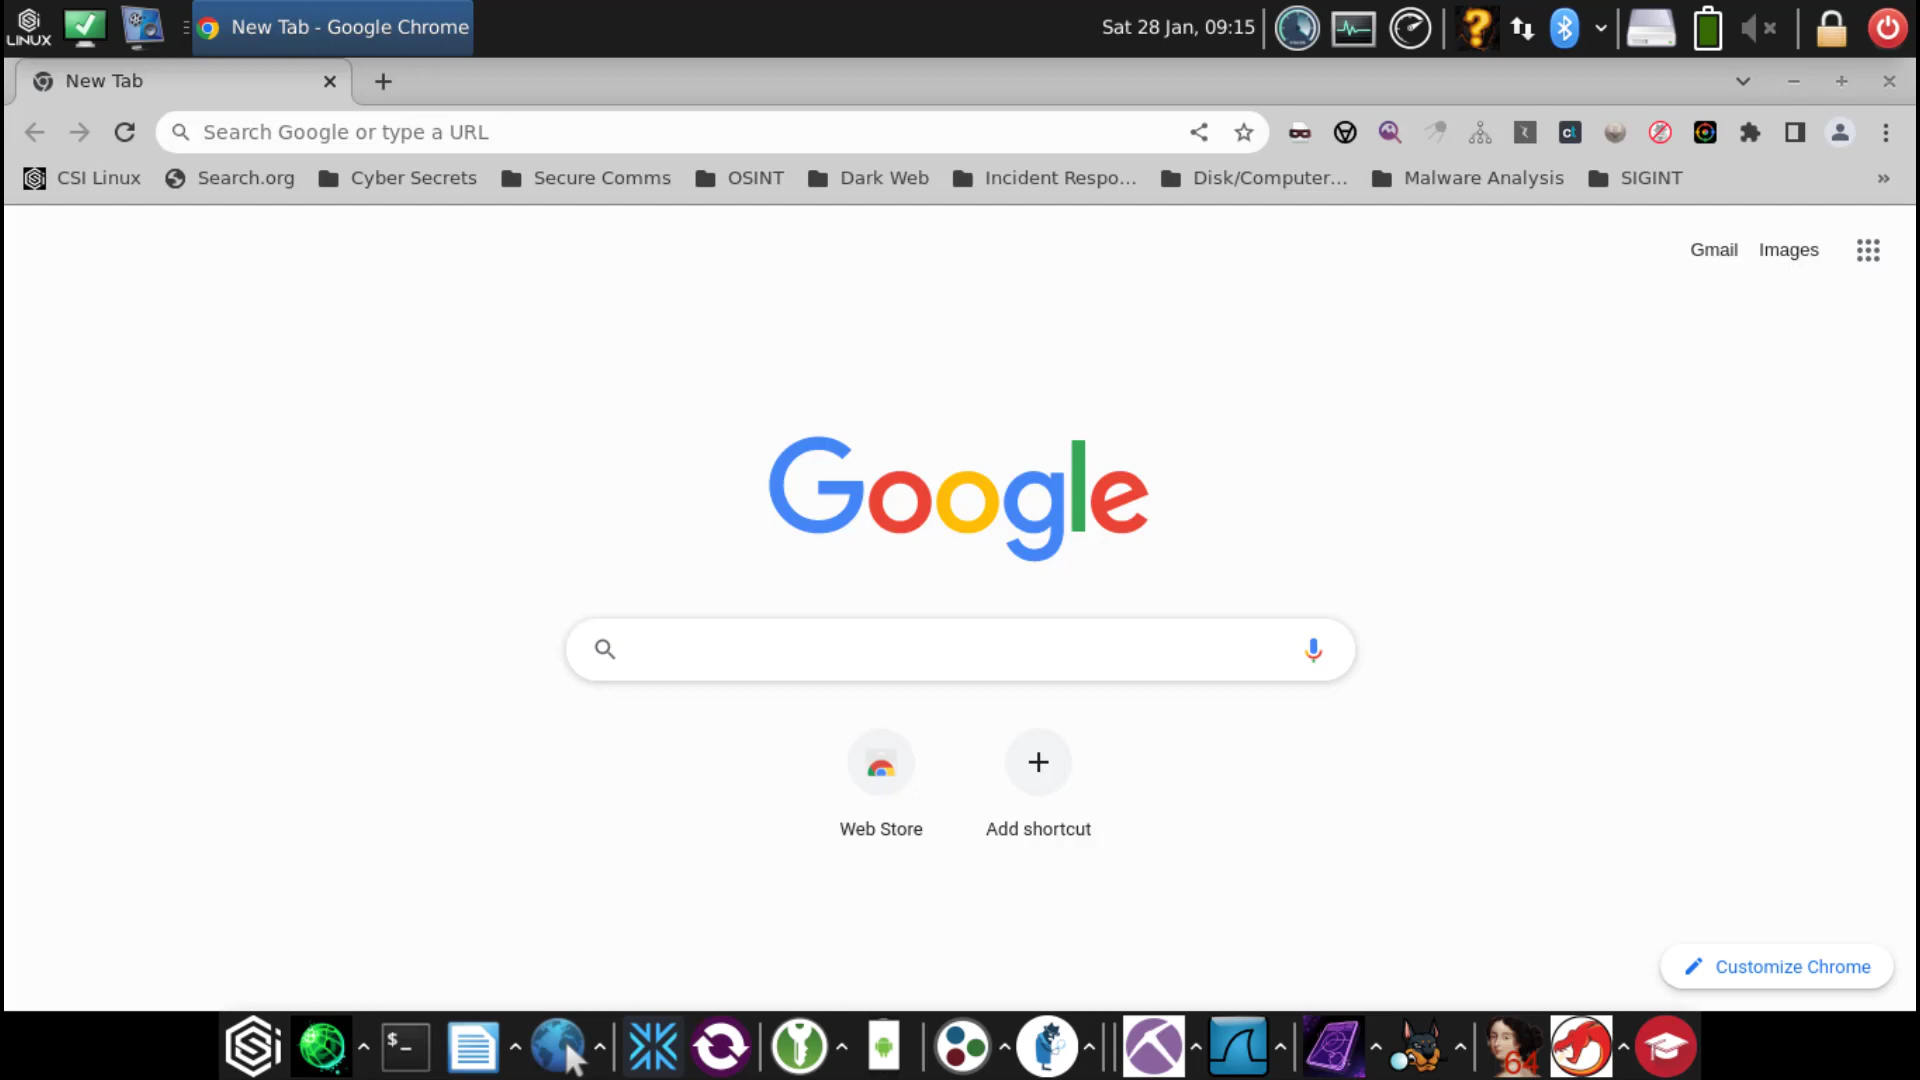 LINUX
New Tab - Google Chrome
Sat 28 Jan, 09:15
New Tab
Search Google or type a URL
CSI Linux
Search.org
Cyber Secrets
Secure Comms
OSINT
Dark Web
Incident Respo...
Disk/Computer...
Malware Analysis
SIGINT
»
Gmail
Images
Google
Web Store
Add shortcut
Customize Chrome
$_
64